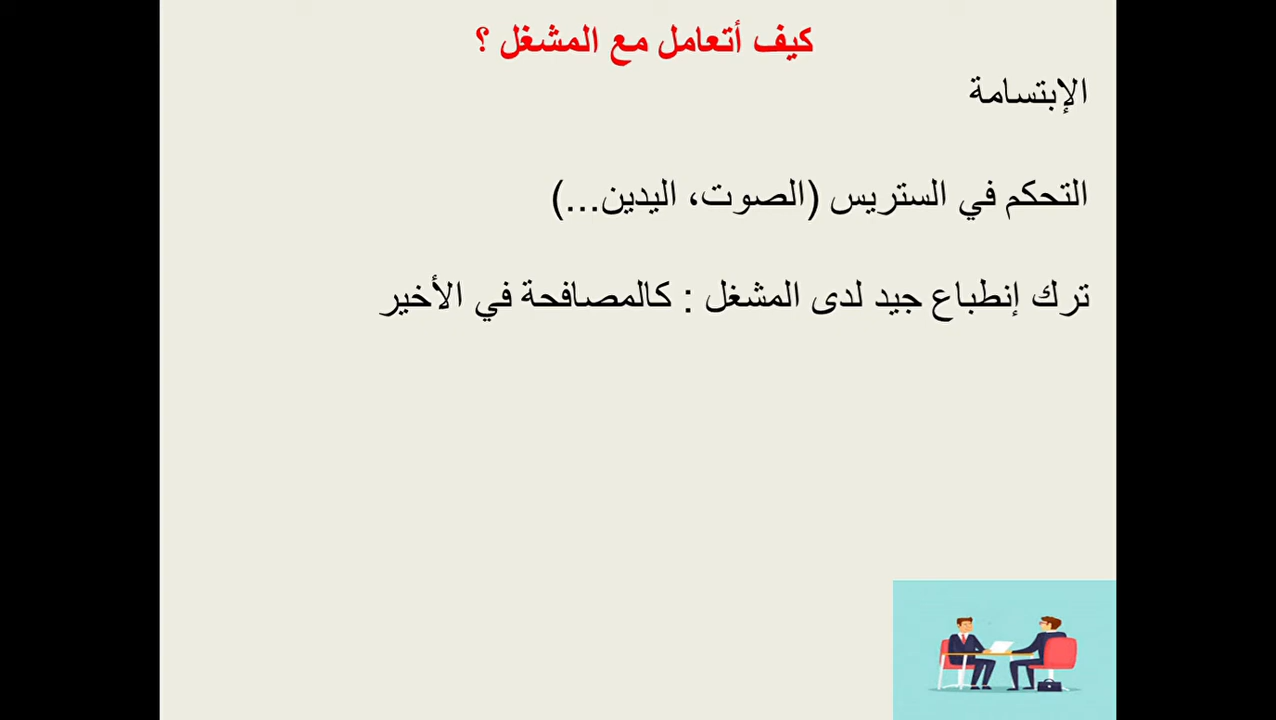 كيف أتعامل مع المشغل ؟
الإبتسامة
التحكم في الستريس (الصوت، اليدين...)
ترك إنطباع جيد لدى المشغل : كالمصافحة في الأخير